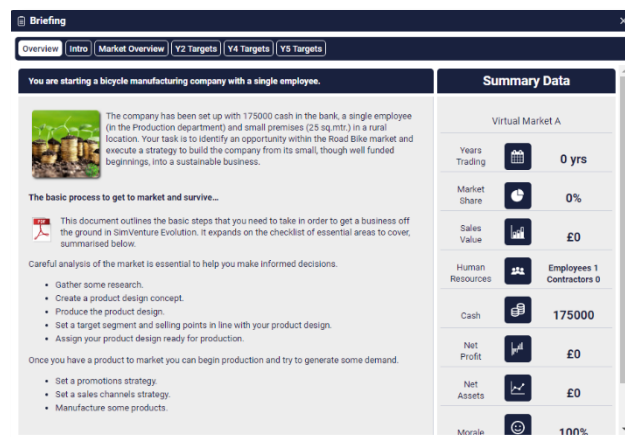 Briefing
Overview Intro Market Overview Y2 Targets Y4 Targets Y5 Targets
You are starting a bicycle manufacturing company with a single employee.
The company has been set up with 175000 cash in the bank, a single employee
(in the Production department) and small premises (25 sq.mtr.) in a rural
location. Your task is to identify an opportunity within the Road Bike market and
execute a strategy to build the company from its small, though well funded
beginnings, into a sustainable business.
The basic process to get to market and survive...
PDF
This document outlines the basic steps that you need to take in order to get a business off
the ground in SimVenture Evolution. It expands on the checklist of essential areas to cover,
summarised below.
Careful analysis of the market is essential to help you make informed decisions.
• Gather some research.
• Create a product design concept.
• Produce the product design.
• Set a target segment and selling points in line with your product design.
• Assign your product design ready for production.
Once you have a product to market you can begin production and try to generate some demand.
• Set a promotions strategy.
• Set a sales channels strategy.
• Manufacture some products.
Summary Data
Virtual Market A
Years
Trading
0 yrs
Market
Share
0%
Sales
Value
£0
Human
Resources
Employees 1
Contractors 0
Cash
175000
Net
Profit
£0
Net
Assets
£0
Morale
100%